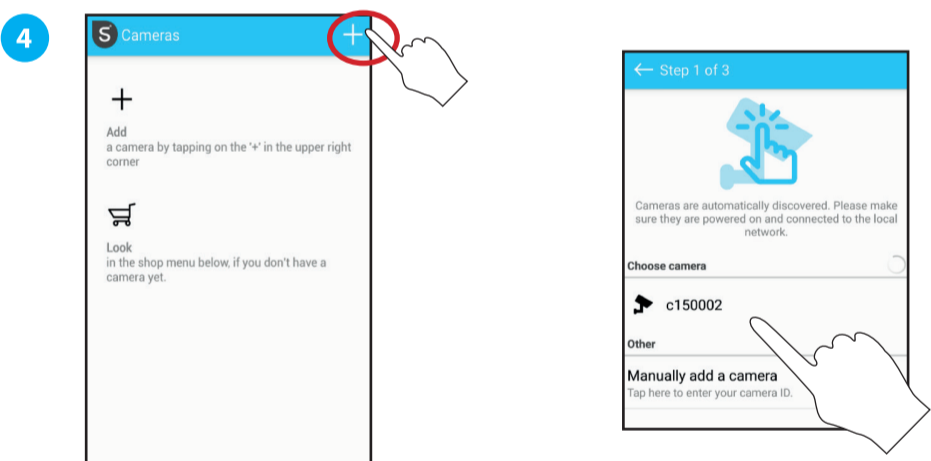 4
S Cameras
+
Add
a camera by tapping on the '+' in the upper right
corner
Look
in the shop menu below, if you don't have a
camera yet.
← Step 1 of 3
Cameras are automatically discovered. Please make
sure they are powered on and connected to the local
network.
Choose camera
c150002
Other
Manually add a camera
Tap here to enter your camera ID.